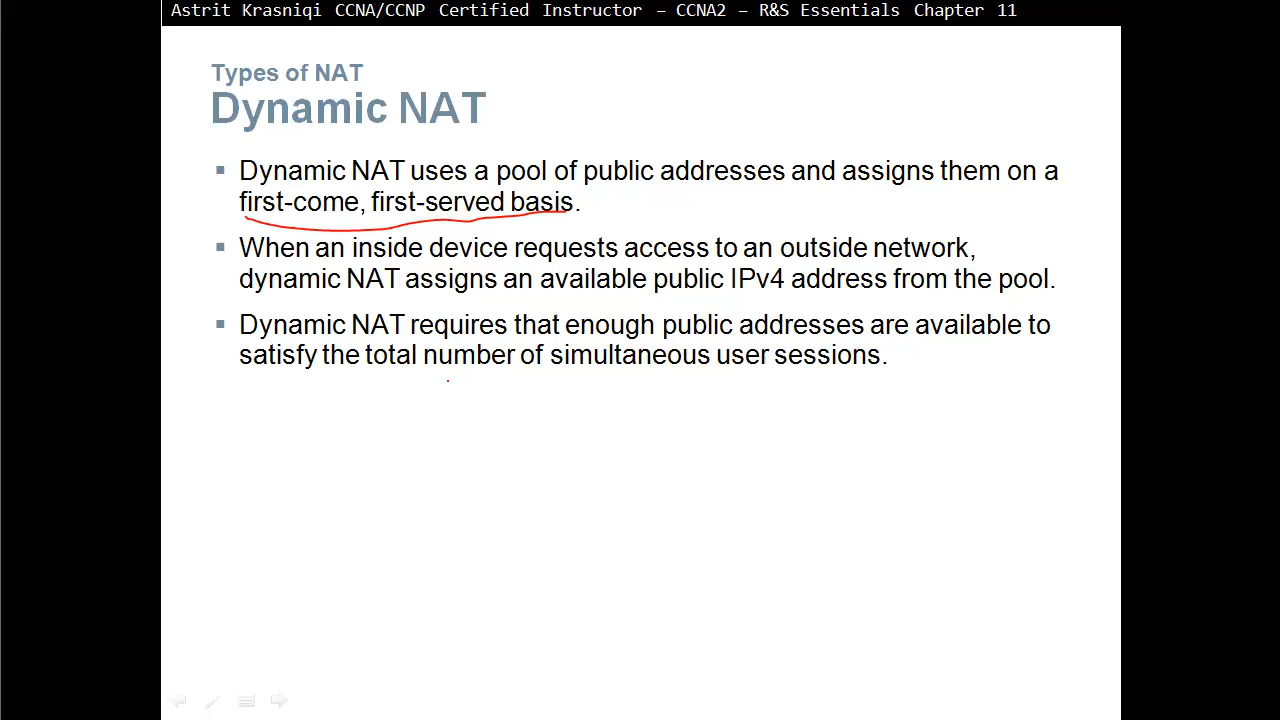 Astrit Krasniqi CCNA/CCNP Certified Instructor – CCNA2 – R&S Essentials Chapter 11
Types of NAT
Dynamic NAT
▪ Dynamic NAT uses a pool of public addresses and assigns them on a
first-come, first-served basis.
▪ When an inside device requests access to an outside network,
dynamic NAT assigns an available public IPv4 address from the pool.
▪ Dynamic NAT requires that enough public addresses are available to
satisfy the total number of simultaneous user sessions.